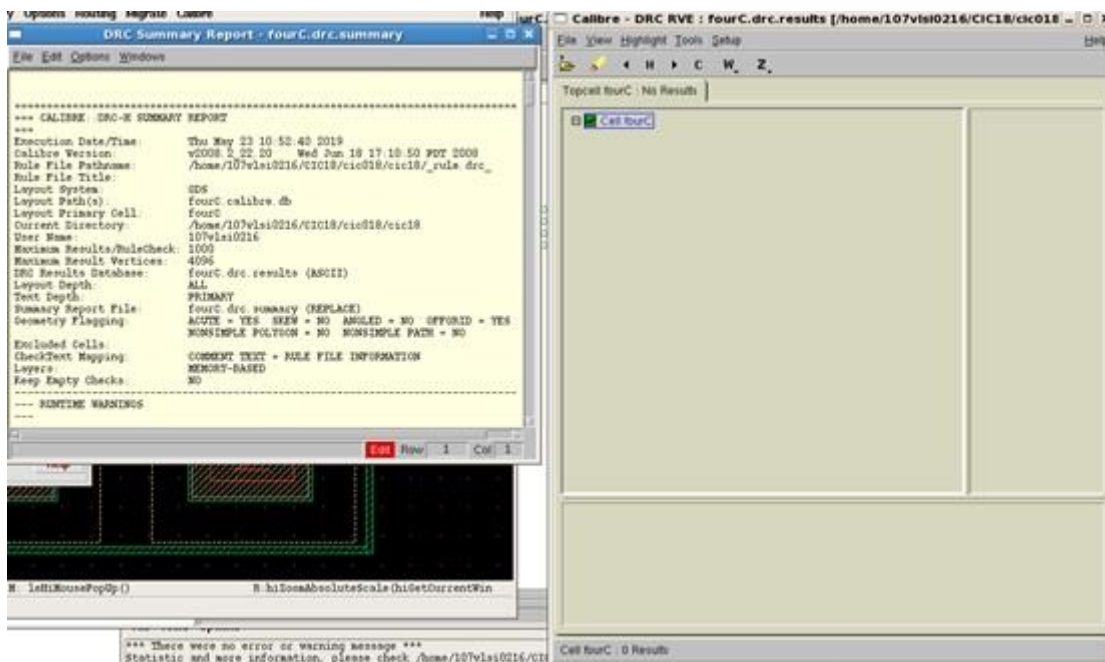 Options Routing Migrate Calibre Help
DRC Summary Report - fourC.drc.summary
File Edit Options Windows
=== CALIBRE::DRC-H SUMMARY REPORT
===
Execution Date/Time: Thu May 23 10:52:40 2019
Calibre Version: v2008.2_22.20 Wed Jun 18 17:10:50 PDT 2008
Rule File Pathname: /home/107vlsi0216/CIC18/cic018/cic18/_rule.drc_
Rule File Title:
Layout System: GDS
Layout Path(s): fourC.calibre.db
Layout Primary Cell: fourC
Current Directory: /home/107vlsi0216/CIC18/cic018/cic18
User Name: 107vlsi0216
Maximum Results/RuleCheck: 1000
Maximum Result Vertices: 4096
DRC Results Database: fourC.drc.results (ASCII)
Layout Depth: ALL
Text Depth: PRIMARY
Summary Report File: fourC.drc.summary (REPLACE)
Geometry Flagging: ACUTE = YES SKEW = NO ANGLED = NO OFFGRID = YES
NONSIMPLE POLYGON = NO NONSIMPLE PATH = NO
Excluded Cells:
CheckText Mapping: COMMENT TEXT + RULE FILE INFORMATION
Layers: MEMORY-BASED
Keep Empty Checks: NO
--- RUNTIME WARNINGS
---
Edit Row 1 Col 1
Help
M: leHiMousePopUp() R:hiZoomAbsoluteScale(hiGetCurrentWin
*** There were no error or warning message ***
Statistic and more information, please check /home/107vlsi0216/CIC
Calibre - DRC RVE : fourC.drc.results [/home/107vlsi0216/CIC18/cic018
File View Highlight Tools Setup Help
H C W. Z.
Topcell fourC : No Results
Cell fourC
Cell fourC : 0 Results